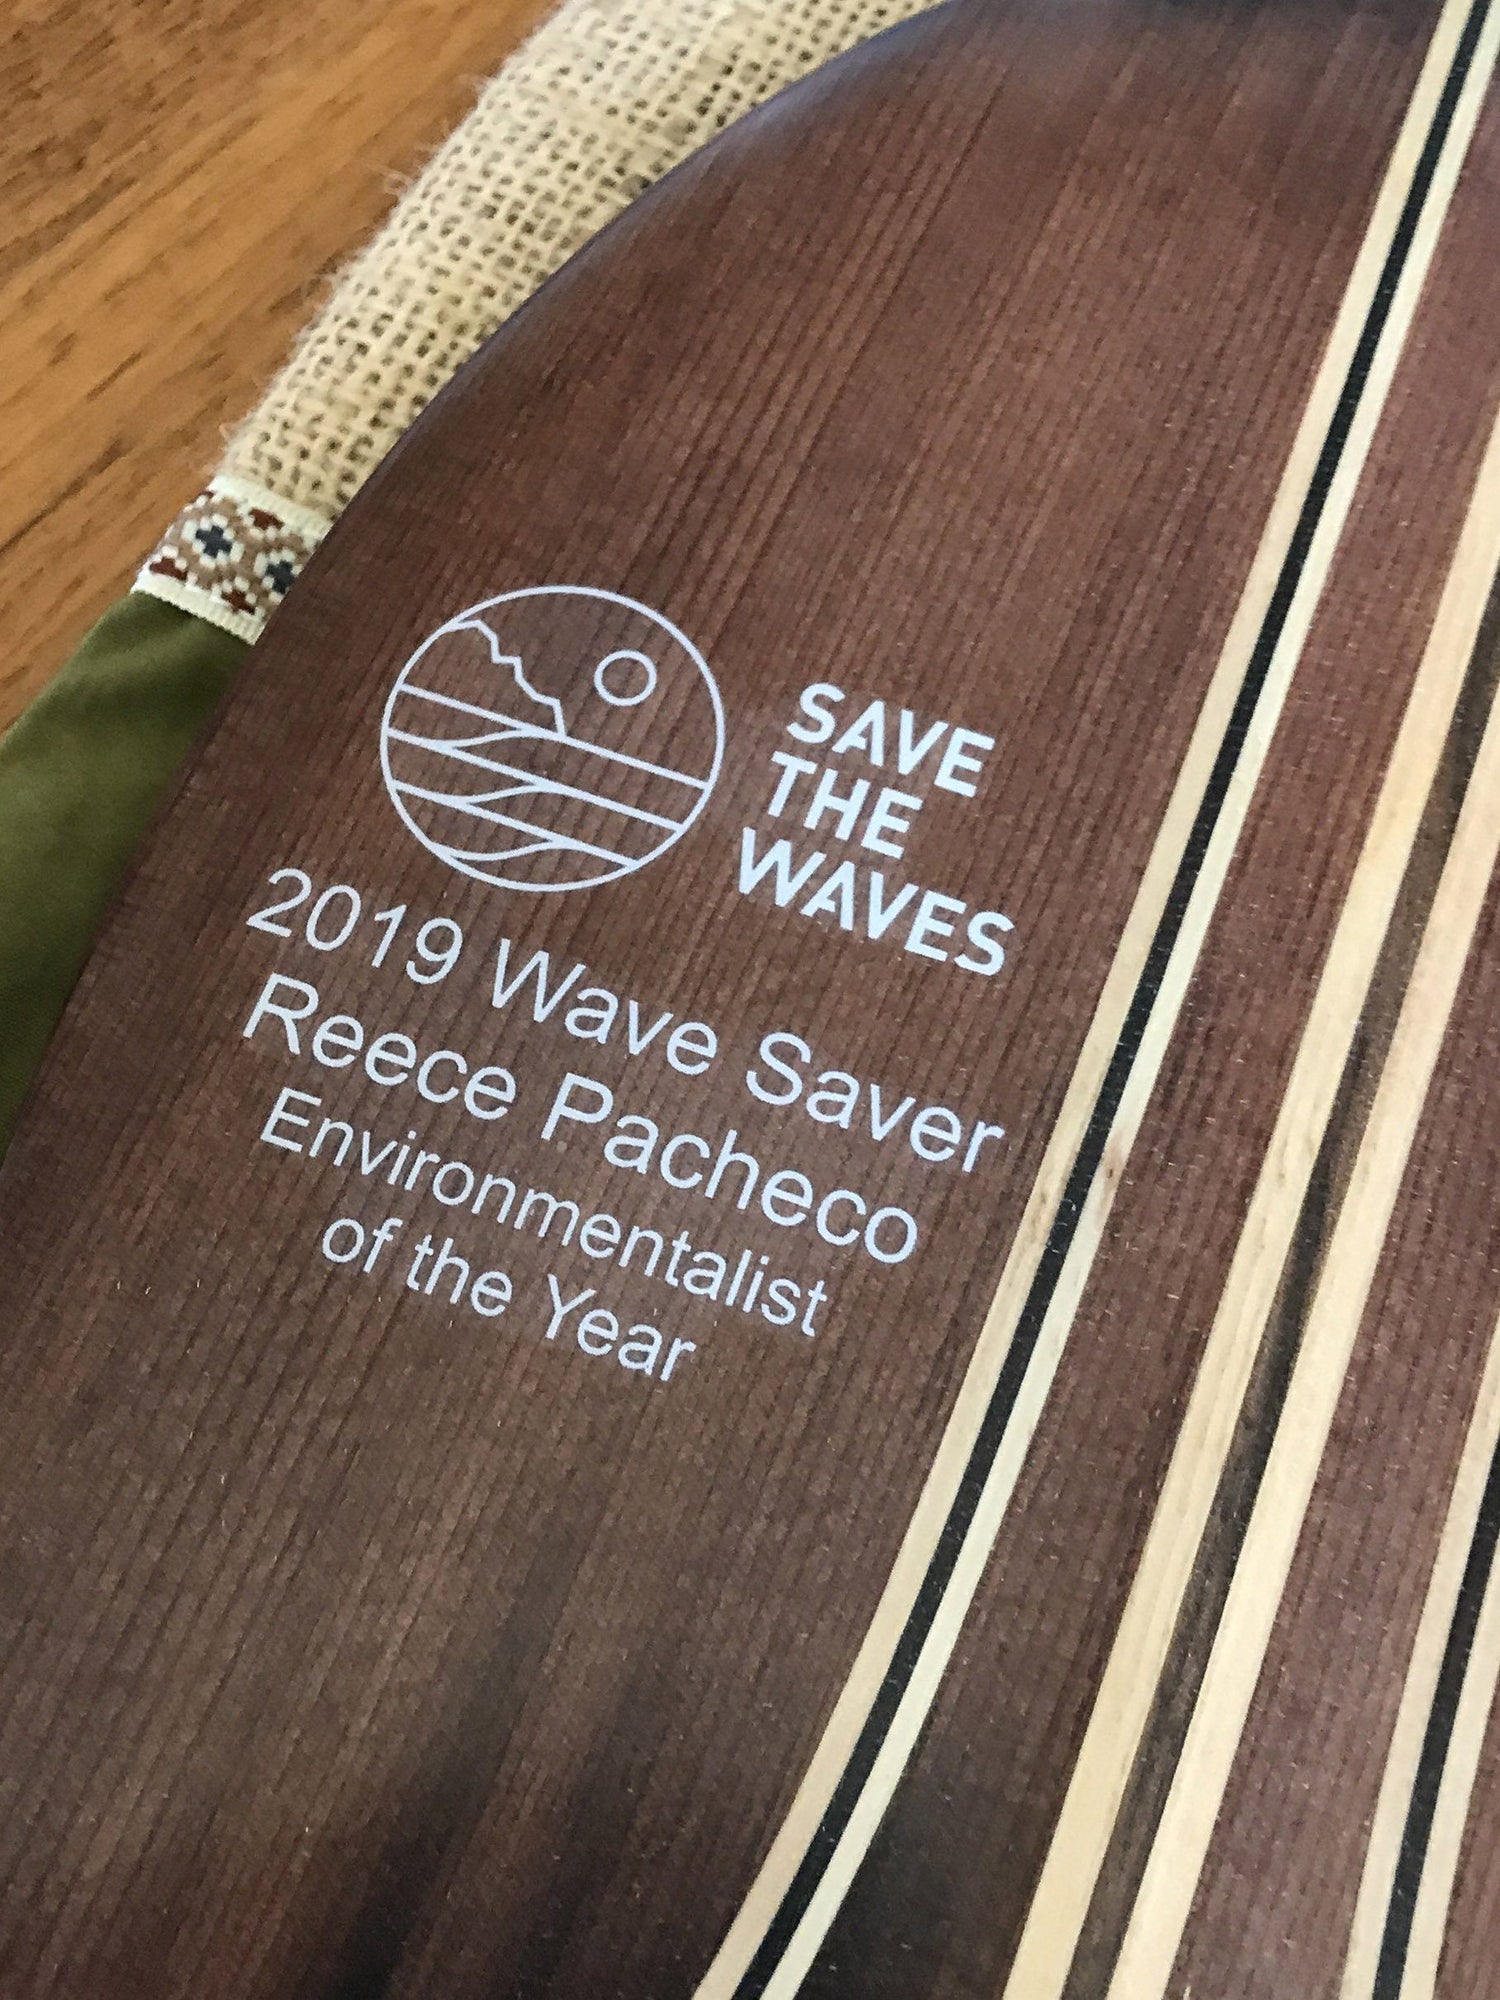 SAVE
THE
WAVES
2019 Wave Saver
Reece Pacheco
Environmentalist
of the Year